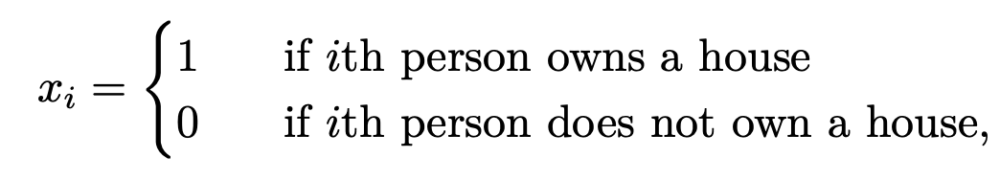 x_i = { 1 if ith person owns a house
0 if ith person does not own a house,